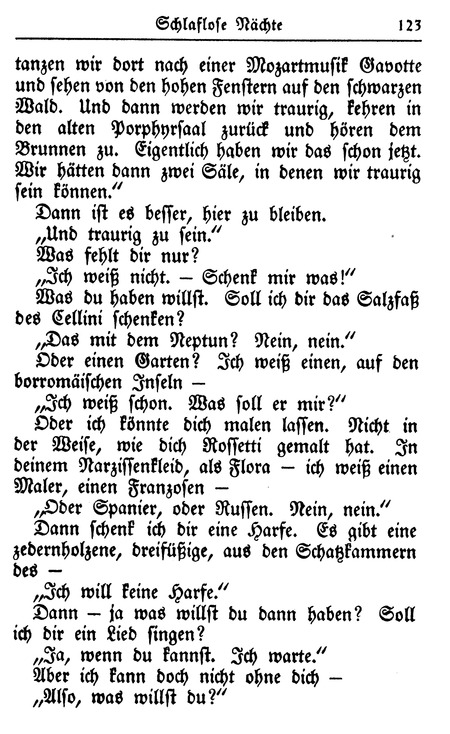 Schlaflose Nächte 123
tanzen wir dort nach einer Mozartmusik Gavotte
und sehen von den hohen Fenstern auf den schwarzen
Wald. Und dann werden wir traurig, kehren in
den alten Porphyrsaal zurück und hören dem
Brunnen zu. Eigentlich haben wir das schon jetzt.
Wir hätten dann zwei Säle, in denen wir traurig
sein können.“
Dann ist es besser, hier zu bleiben.
„Und traurig zu sein.“
Was fehlt dir nur?
„Ich weiß nicht. — Schenk mir was!“
Was du haben willst. Soll ich dir das Salzfaß
des Cellini schenken?
„Das mit dem Neptun? Nein, nein.“
Oder einen Garten? Ich weiß einen, auf den
borromäischen Inseln —
„Ich weiß schon. Was soll er mir?“
Oder ich könnte dich malen lassen. Nicht in
der Weise, wie dich Rossetti gemalt hat. In
deinem Narzissenkleid, als Flora — ich weiß einen
Maler, einen Franzosen —
„Oder Spanier, oder Russen. Nein, nein.“
Dann schenk ich dir eine Harfe. Es gibt eine
zedernholzene, dreifüßige, aus den Schatzkammern
des —
„Ich will keine Harfe.“
Dann — ja was willst du dann haben? Soll
ich dir ein Lied singen?
„Ja, wenn du kannst. Ich warte.“
Aber ich kann doch nicht ohne dich —
„Also, was willst du?“